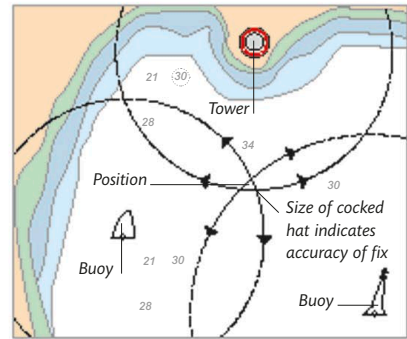 21
30
Tower
28
34
Position
30
Size of cocked
hat indicates
accuracy of fix
Buoy
21
30
Buoy
28